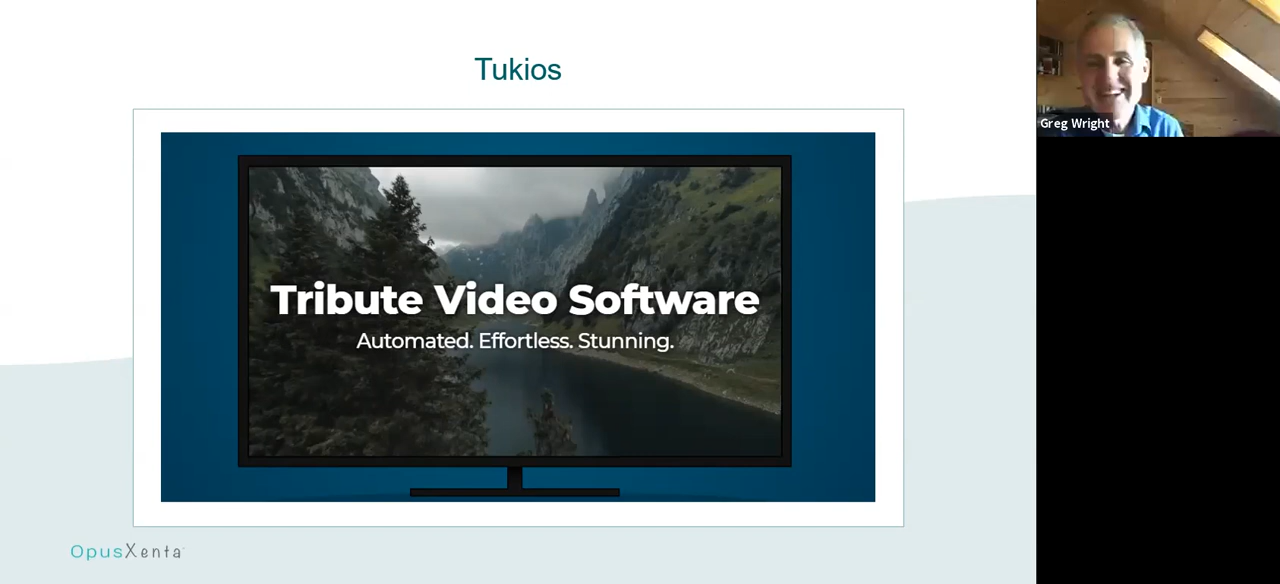 Tukios
Greg Wright
Tribute Video Software
Automated. Effortless. Stunning.
OpusXenta